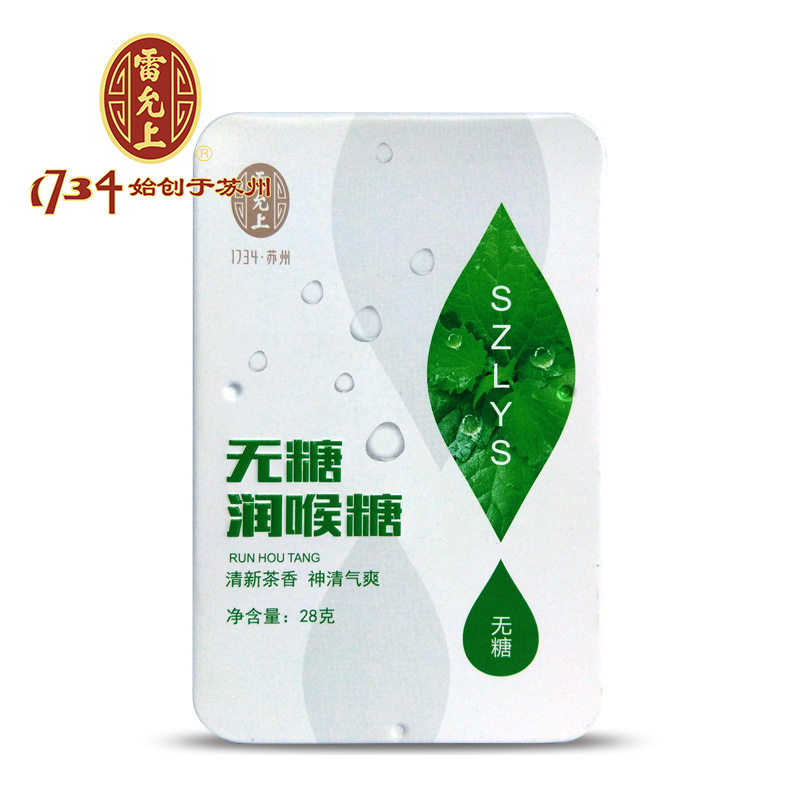 雷允上
®
1734始创于苏州
雷允上
1734·苏州
SZLYS
无糖
润喉糖
RUN HOU TANG
清新茶香 神清气爽
净含量：28克
无糖